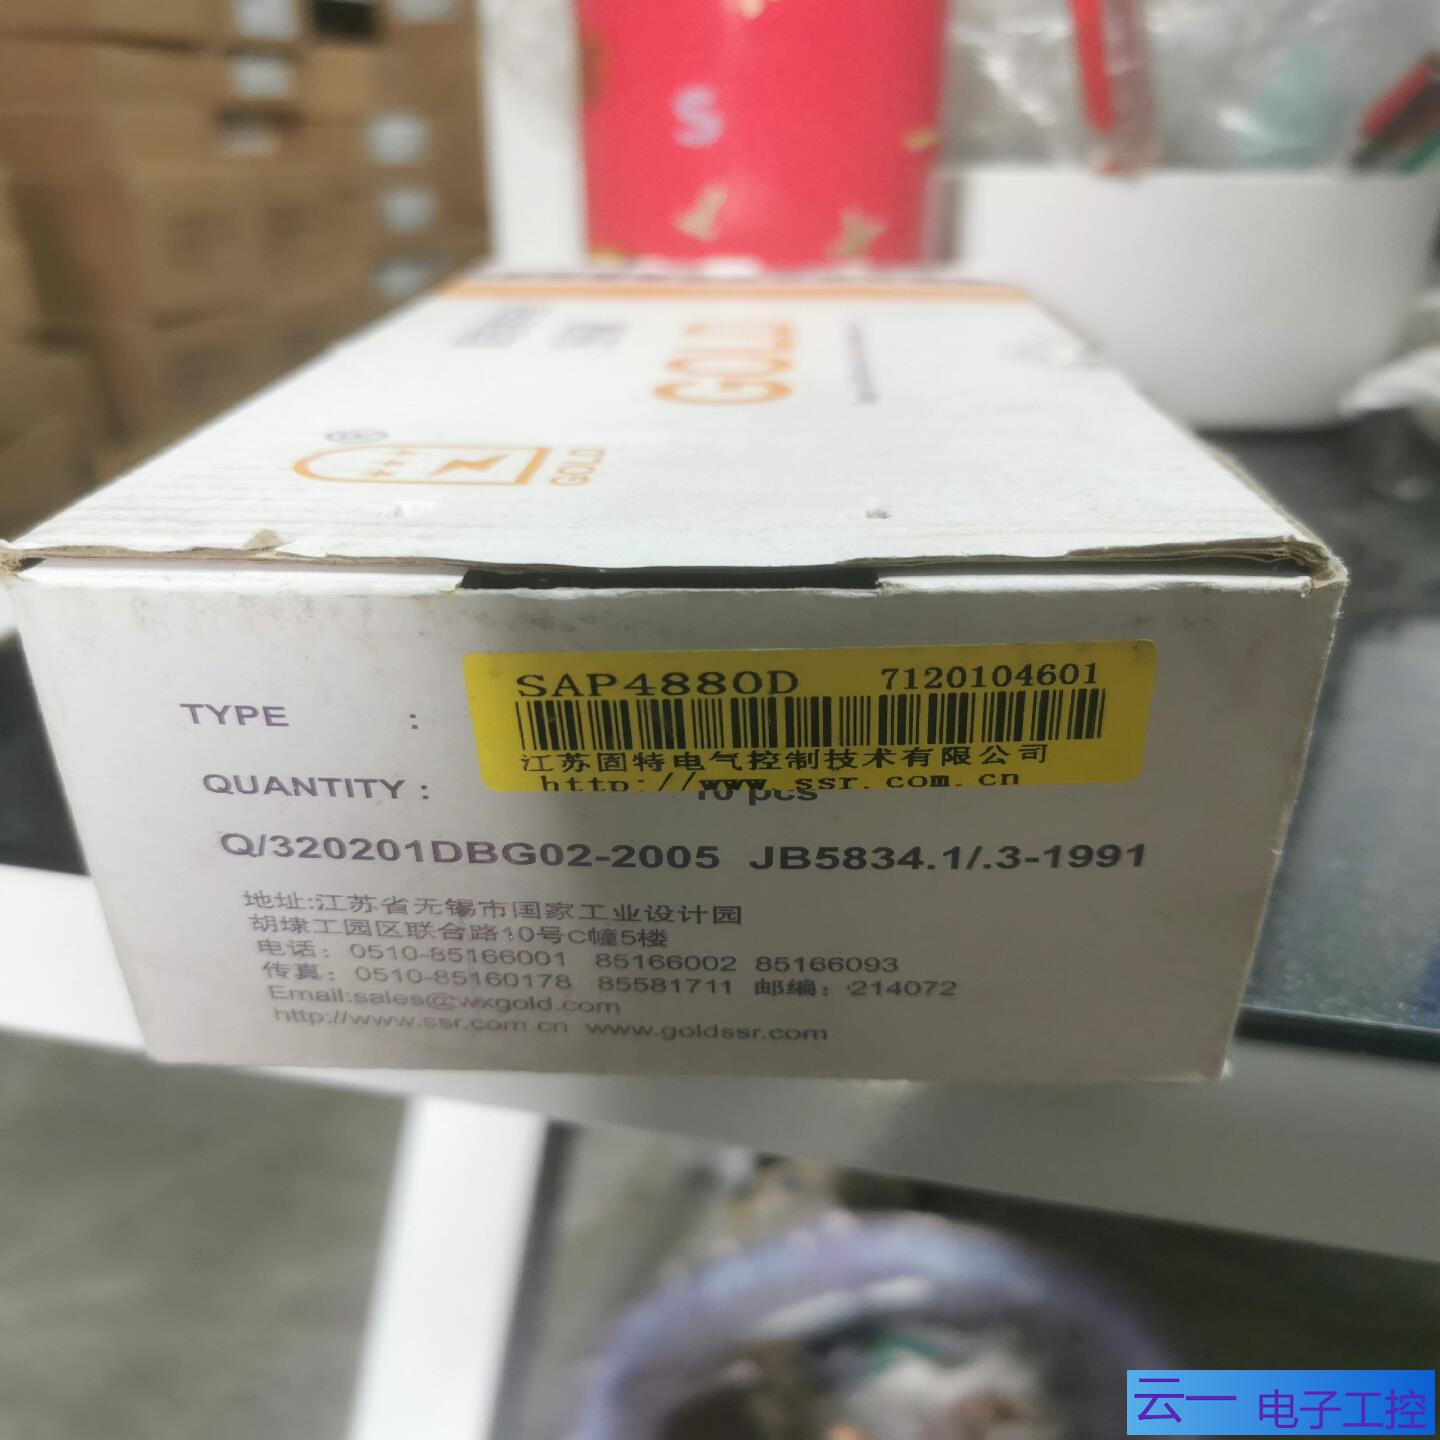 GOLD
GOLD
®
SAP4880D 7120104601
江苏固特电气控制技术有限公司
http://www.ssr.com.cn
TYPE :
QUANTITY : 10 pcs
Q/320201DBG02-2005 JB5834.1/.3-1991
地址:江苏省无锡市国家工业设计园
胡埭工园区联合路10号C幢5楼
电话: 0510-85166001 85166002 85166093
传真: 0510-85160178 85581711 邮编: 214072
Email:sales@wxgold.com
http://www.ssr.com.cn www.goldssr.com
云一 电子工控